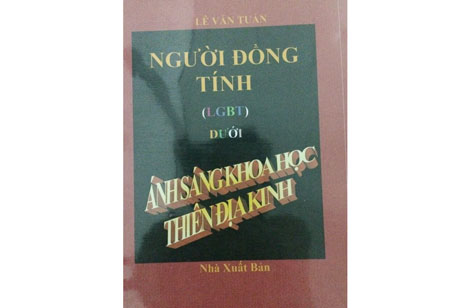 LÊ VĂN TUẤN
NGƯỜI ĐỒNG
TÍNH
(LGBT)
DƯỚI
ÁNH SÁNG KHOA HỌC
THIÊN ĐỊA KINH
Nhà Xuất Bản